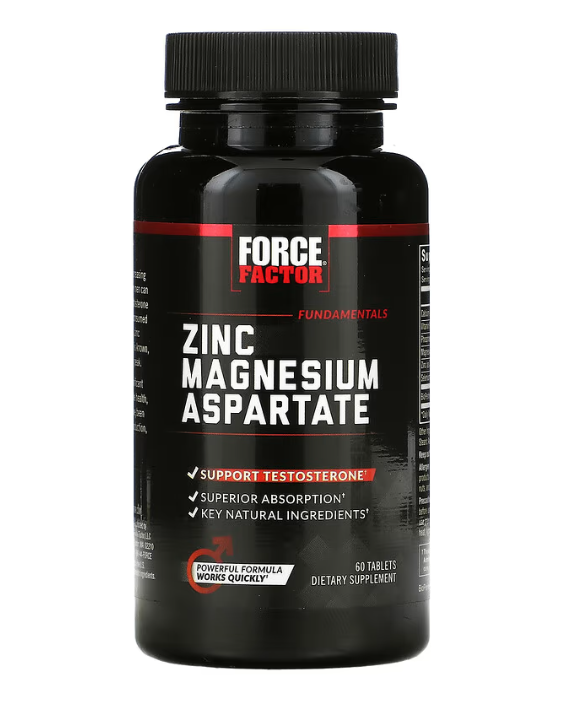 FORCE
FACTOR
FUNDAMENTALS
ZINC
MAGNESIUM
ASPARTATE
SUPPORT TESTOSTERONE†
SUPERIOR ABSORPTION†
KEY NATURAL INGREDIENTS†
POWERFUL FORMULA
WORKS QUICKLY†
60 TABLETS
DIETARY SUPPLEMENT